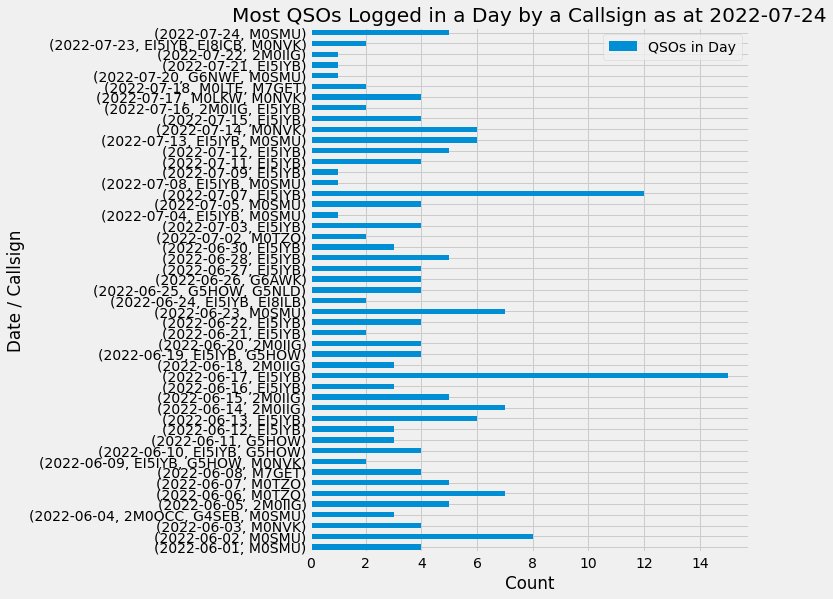 Most QSOs Logged in a Day by a Callsign as at 2022-07-24
QSOs in Day
Date / Callsign
(2022-07-24, M0SMU)
(2022-07-23, EI5IYB, EI8ICB, M0NVK)
(2022-07-22, 2M0IIG)
(2022-07-21, EI5IYB)
(2022-07-20, G6NWF, M0SMU)
(2022-07-18, M0LTE, M7GET)
(2022-07-17, M0LKW, M0NVK)
(2022-07-16, 2M0IIG, EI5IYB)
(2022-07-15, EI5IYB)
(2022-07-14, M0NVK)
(2022-07-13, EI5IYB, M0SMU)
(2022-07-12, EI5IYB)
(2022-07-11, EI5IYB)
(2022-07-09, EI5IYB)
(2022-07-08, EI5IYB, M0SMU)
(2022-07-07, EI5IYB)
(2022-07-05, M0SMU)
(2022-07-04, EI5IYB, M0SMU)
(2022-07-03, EI5IYB)
(2022-07-02, M0TZO)
(2022-06-30, EI5IYB)
(2022-06-28, EI5IYB)
(2022-06-27, EI5IYB)
(2022-06-26, G6AWK)
(2022-06-25, G5HOW, G5NLD)
(2022-06-24, EI5IYB, EI8ILB)
(2022-06-23, M0SMU)
(2022-06-22, EI5IYB)
(2022-06-21, EI5IYB)
(2022-06-20, 2M0IIG)
(2022-06-19, EI5IYB, G5HOW)
(2022-06-18, 2M0IIG)
(2022-06-17, EI5IYB)
(2022-06-16, EI5IYB)
(2022-06-15, 2M0IIG)
(2022-06-14, 2M0IIG)
(2022-06-13, EI5IYB)
(2022-06-12, EI5IYB)
(2022-06-11, G5HOW)
(2022-06-10, EI5IYB, G5HOW)
(2022-06-09, EI5IYB, G5HOW, M0NVK)
(2022-06-08, M7GET)
(2022-06-07, M0TZO)
(2022-06-06, M0TZO)
(2022-06-05, 2M0IIG)
(2022-06-04, 2M0OCC, G4SEB, M0SMU)
(2022-06-03, M0NVK)
(2022-06-02, M0SMU)
(2022-06-01, M0SMU)
0 2 4 6 8 10 12 14
Count